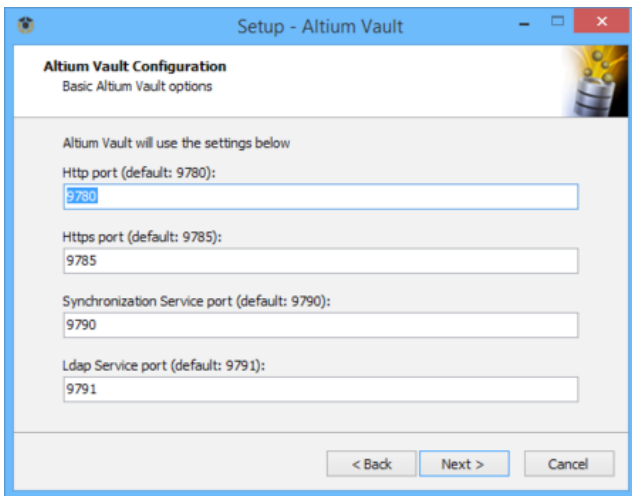 Setup - Altium Vault
Altium Vault Configuration
Basic Altium Vault options
Altium Vault will use the settings below
Http port (default: 9780):
9780
Https port (default: 9785):
9785
Synchronization Service port (default: 9790):
9790
Ldap Service port (default: 9791):
9791
< Back Next > Cancel